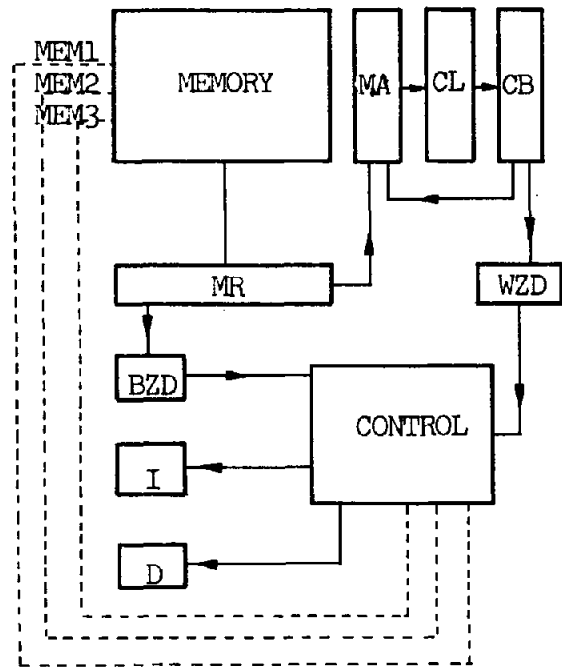 MEM1
MEM2
MEM3
MEMORY
MA
CL
CB
MR
WZD
BZD
CONTROL
I
D